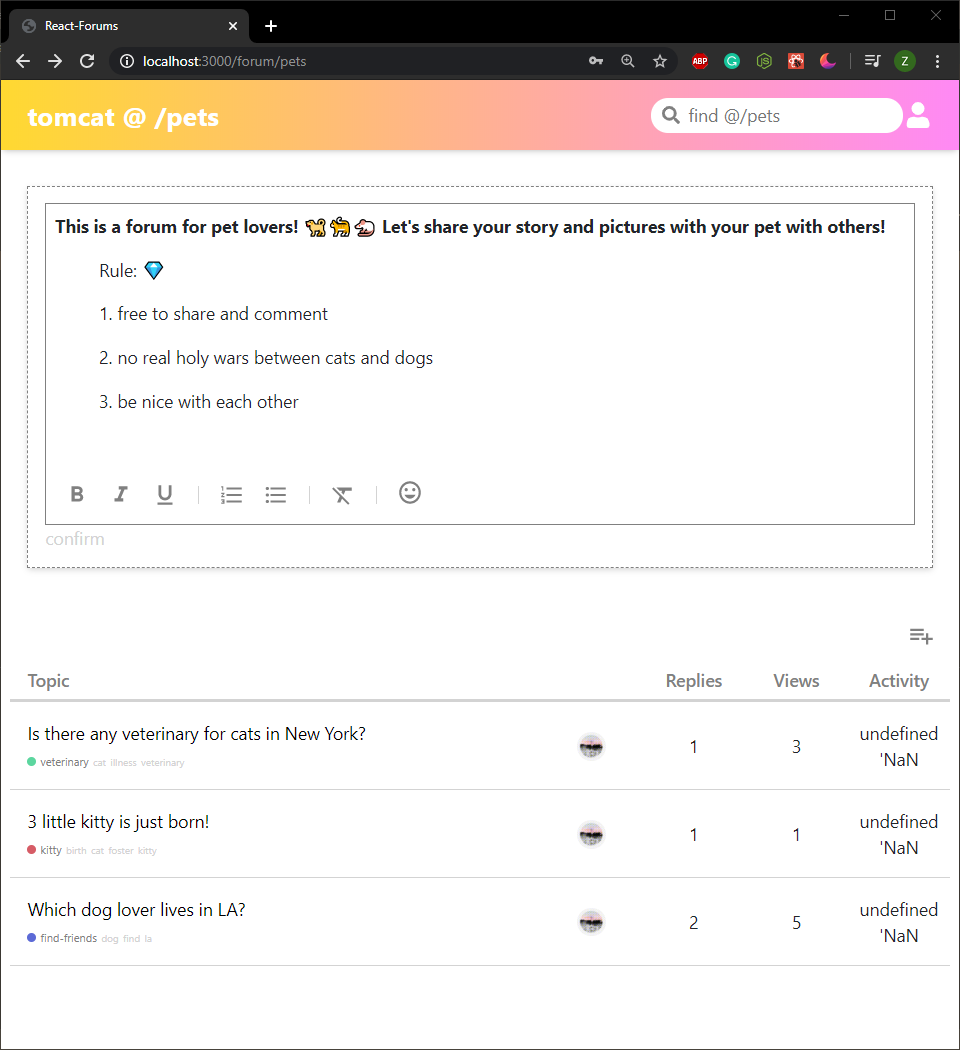 React-Forums
localhost:3000/forum/pets
ABP
G
JS
Z
tomcat @ /pets
find @/pets
This is a forum for pet lovers! 🐕🐈🐁 Let's share your story and pictures with your pet with others!
Rule: 💎
1. free to share and comment
2. no real holy wars between cats and dogs
3. be nice with each other
B I U
confirm
Topic Replies Views Activity
Is there any veterinary for cats in New York? 1 3 undefined
'NaN
veterinary cat illness veterinary
3 little kitty is just born! 1 1 undefined
'NaN
kitty birth cat foster kitty
Which dog lover lives in LA? 2 5 undefined
'NaN
find-friends dog find la